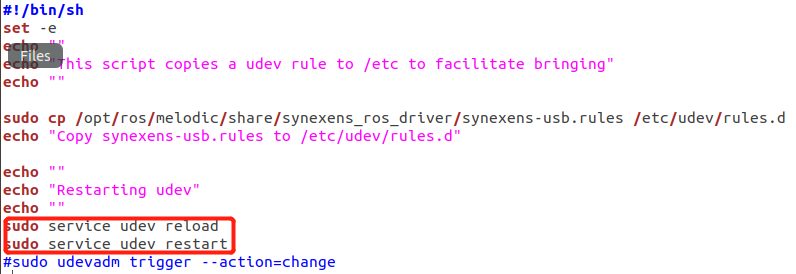 #!/bin/sh
set -e
echo ""
Files
echo "This script copies a udev rule to /etc to facilitate bringing"
echo ""
sudo cp /opt/ros/melodic/share/synexens_ros_driver/synexens-usb.rules /etc/udev/rules.d
echo "Copy synexens-usb.rules to /etc/udev/rules.d"
echo ""
echo "Restarting udev"
echo ""
sudo service udev reload
sudo service udev restart
#sudo udevadm trigger --action=change